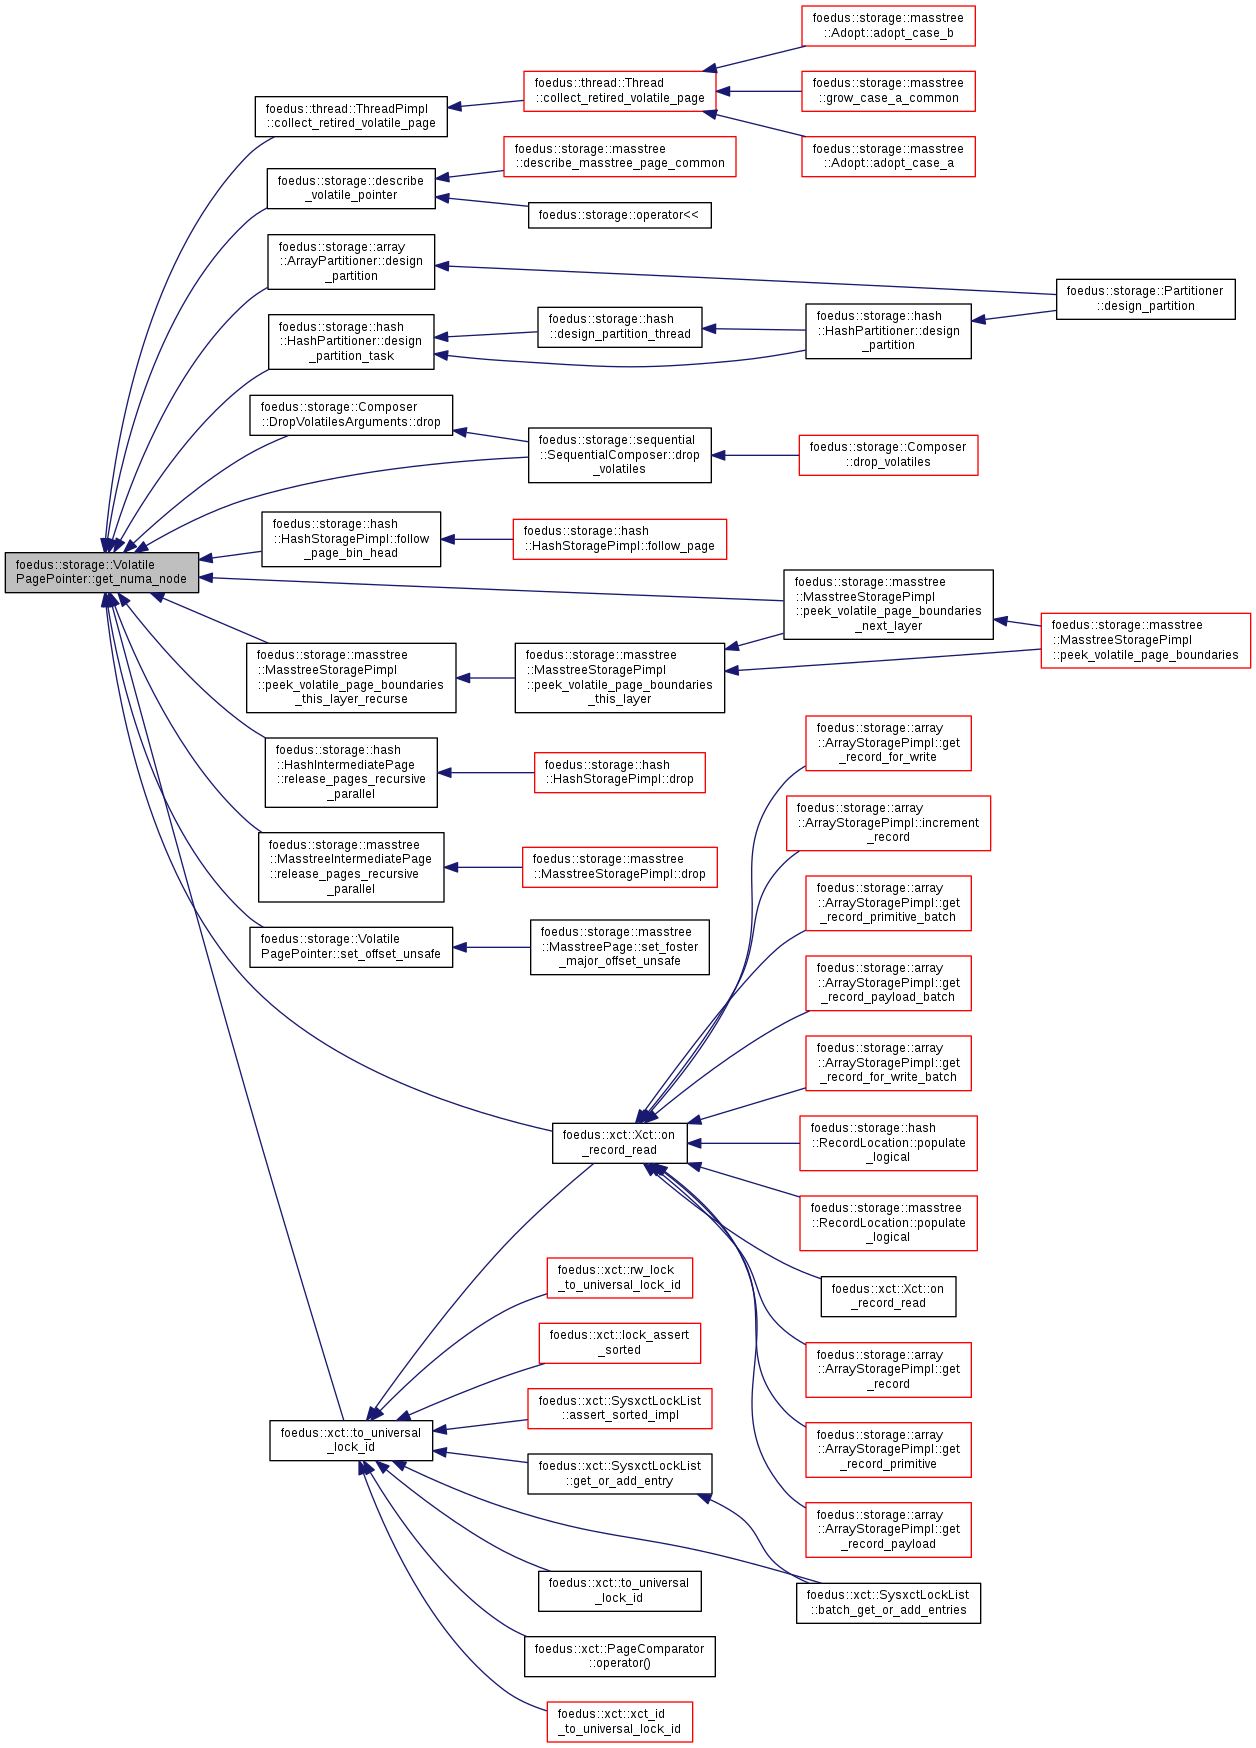 foedus::storage::masstree
::Adopt::adopt_case_b
foedus::thread::Thread
::collect_retired_volatile_page
foedus::storage::masstree
::grow_case_a_common
foedus::thread::ThreadPimpl
::collect_retired_volatile_page
foedus::storage::masstree
::describe_masstree_page_common
foedus::storage::masstree
::Adopt::adopt_case_a
foedus::storage::describe
_volatile_pointer
foedus::storage::operator<<
foedus::storage::array
::ArrayPartitioner::design
_partition
foedus::storage::Partitioner
::design_partition
foedus::storage::hash
::HashPartitioner::design
_partition_task
foedus::storage::hash
::design_partition_thread
foedus::storage::hash
::HashPartitioner::design
_partition
foedus::storage::Composer
::DropVolatilesArguments::drop
foedus::storage::sequential
::SequentialComposer::drop
_volatiles
foedus::storage::Composer
::drop_volatiles
foedus::storage::hash
::HashStoragePimpl::follow
_page_bin_head
foedus::storage::hash
::HashStoragePimpl::follow_page
foedus::storage::Volatile
PagePointer::get_numa_node
foedus::storage::masstree
::MasstreeStoragePimpl
::peek_volatile_page_boundaries
_next_layer
foedus::storage::masstree
::MasstreeStoragePimpl
::peek_volatile_page_boundaries
foedus::storage::masstree
::MasstreeStoragePimpl
::peek_volatile_page_boundaries
_this_layer_recurse
foedus::storage::masstree
::MasstreeStoragePimpl
::peek_volatile_page_boundaries
_this_layer
foedus::storage::array
::ArrayStoragePimpl::get
_record_for_write
foedus::storage::hash
::HashIntermediatePage
::release_pages_recursive
_parallel
foedus::storage::hash
::HashStoragePimpl::drop
foedus::storage::array
::ArrayStoragePimpl::increment
_record
foedus::storage::masstree
::MasstreeIntermediatePage
::release_pages_recursive
_parallel
foedus::storage::masstree
::MasstreeStoragePimpl::drop
foedus::storage::array
::ArrayStoragePimpl::get
_record_primitive_batch
foedus::storage::Volatile
PagePointer::set_offset_unsafe
foedus::storage::masstree
::MasstreePage::set_foster
_major_offset_unsafe
foedus::storage::array
::ArrayStoragePimpl::get
_record_payload_batch
foedus::storage::array
::ArrayStoragePimpl::get
_record_for_write_batch
foedus::xct::Xct::on
_record_read
foedus::storage::hash
::RecordLocation::populate
_logical
foedus::storage::masstree
::RecordLocation::populate
_logical
foedus::xct::rw_lock
_to_universal_lock_id
foedus::xct::Xct::on
_record_read
foedus::xct::lock_assert
_sorted
foedus::storage::array
::ArrayStoragePimpl::get
_record
foedus::xct::SysxctLockList
::assert_sorted_impl
foedus::xct::to_universal
_lock_id
foedus::storage::array
::ArrayStoragePimpl::get
_record_primitive
foedus::xct::SysxctLockList
::get_or_add_entry
foedus::storage::array
::ArrayStoragePimpl::get
_record_payload
foedus::xct::to_universal
_lock_id
foedus::xct::SysxctLockList
::batch_get_or_add_entries
foedus::xct::PageComparator
::operator()
foedus::xct::xct_id
_to_universal_lock_id